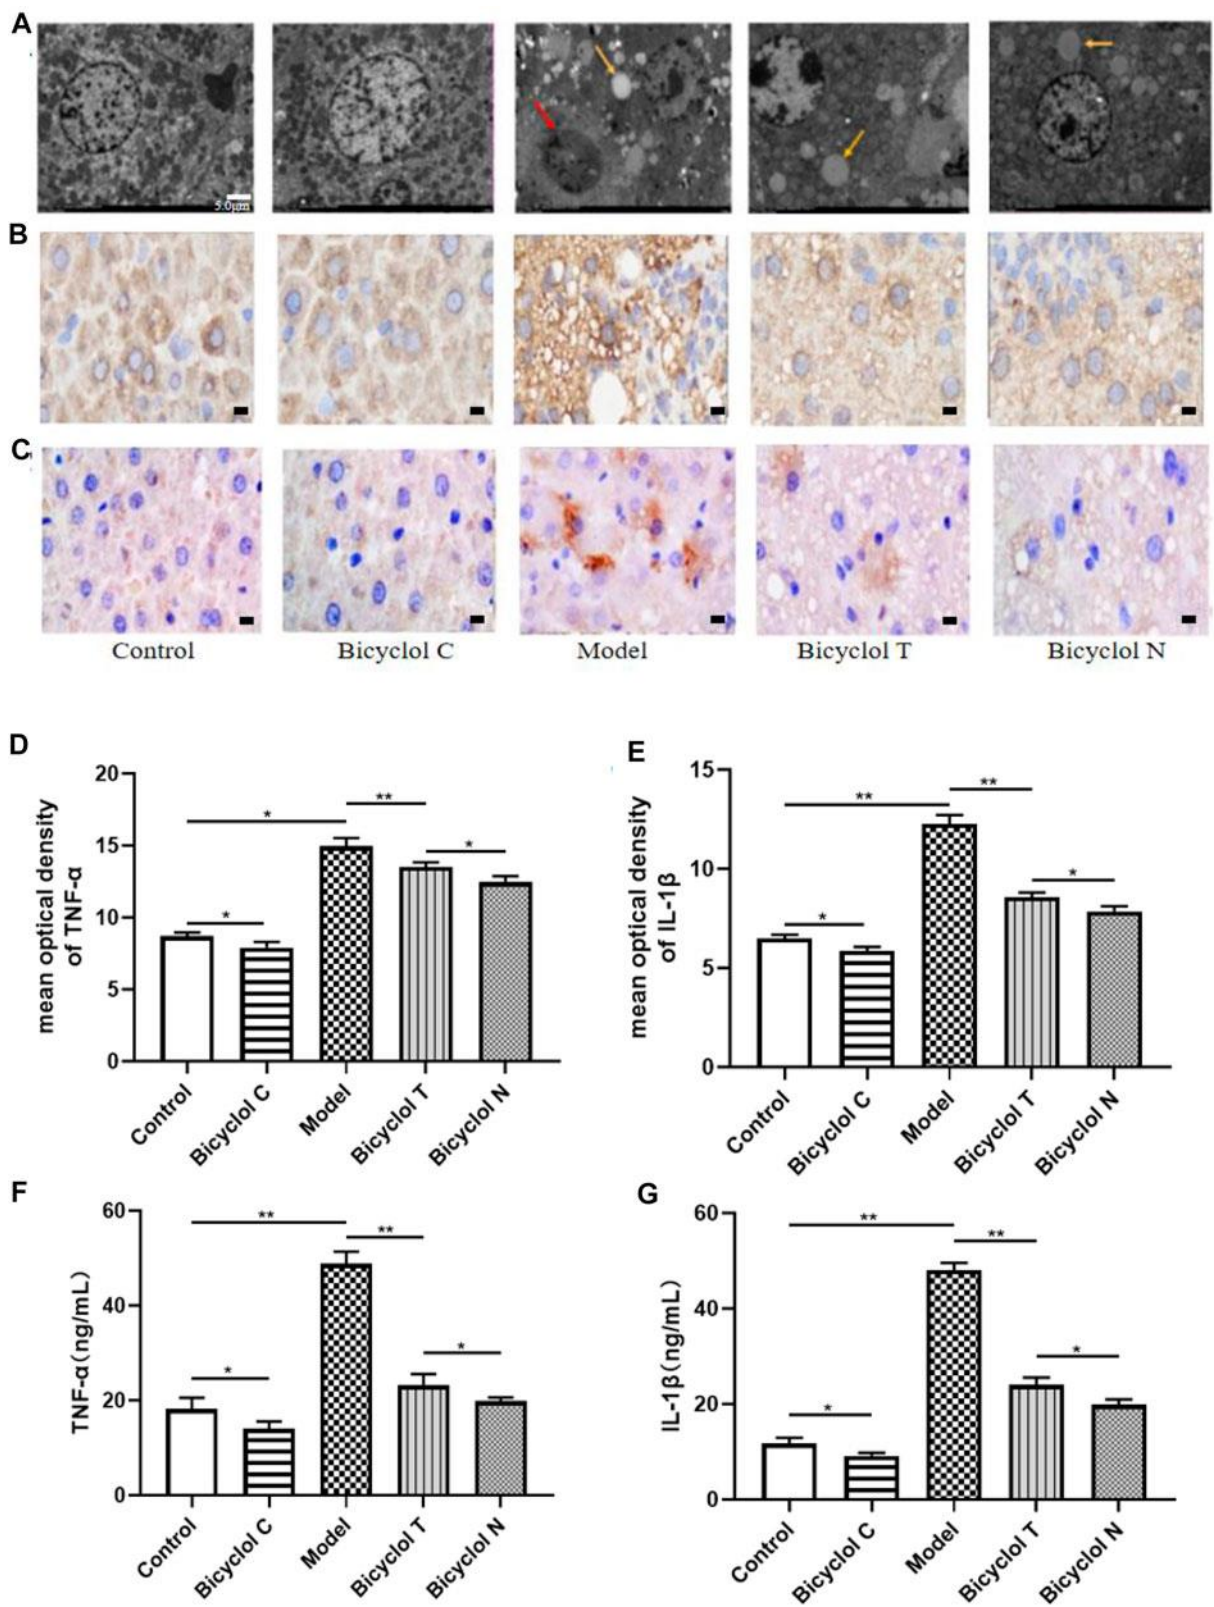 A
5.0μm
B
C
Control
Bicyclol C
Model
Bicyclol T
Bicyclol N
D
mean optical density
of TNF-α
20
15
10
5
0
*
*
**
*
Control
Bicyclol C
Model
Bicyclol T
Bicyclol N
E
mean optical density
of IL-1β
15
10
5
0
**
**
*
*
Control
Bicyclol C
Model
Bicyclol T
Bicyclol N
F
TNF-α(ng/mL)
60
40
20
0
**
**
*
*
Control
Bicyclol C
Model
Bicyclol T
Bicyclol N
G
IL-1β(ng/mL)
60
40
20
0
**
**
*
*
Control
Bicyclol C
Model
Bicyclol T
Bicyclol N